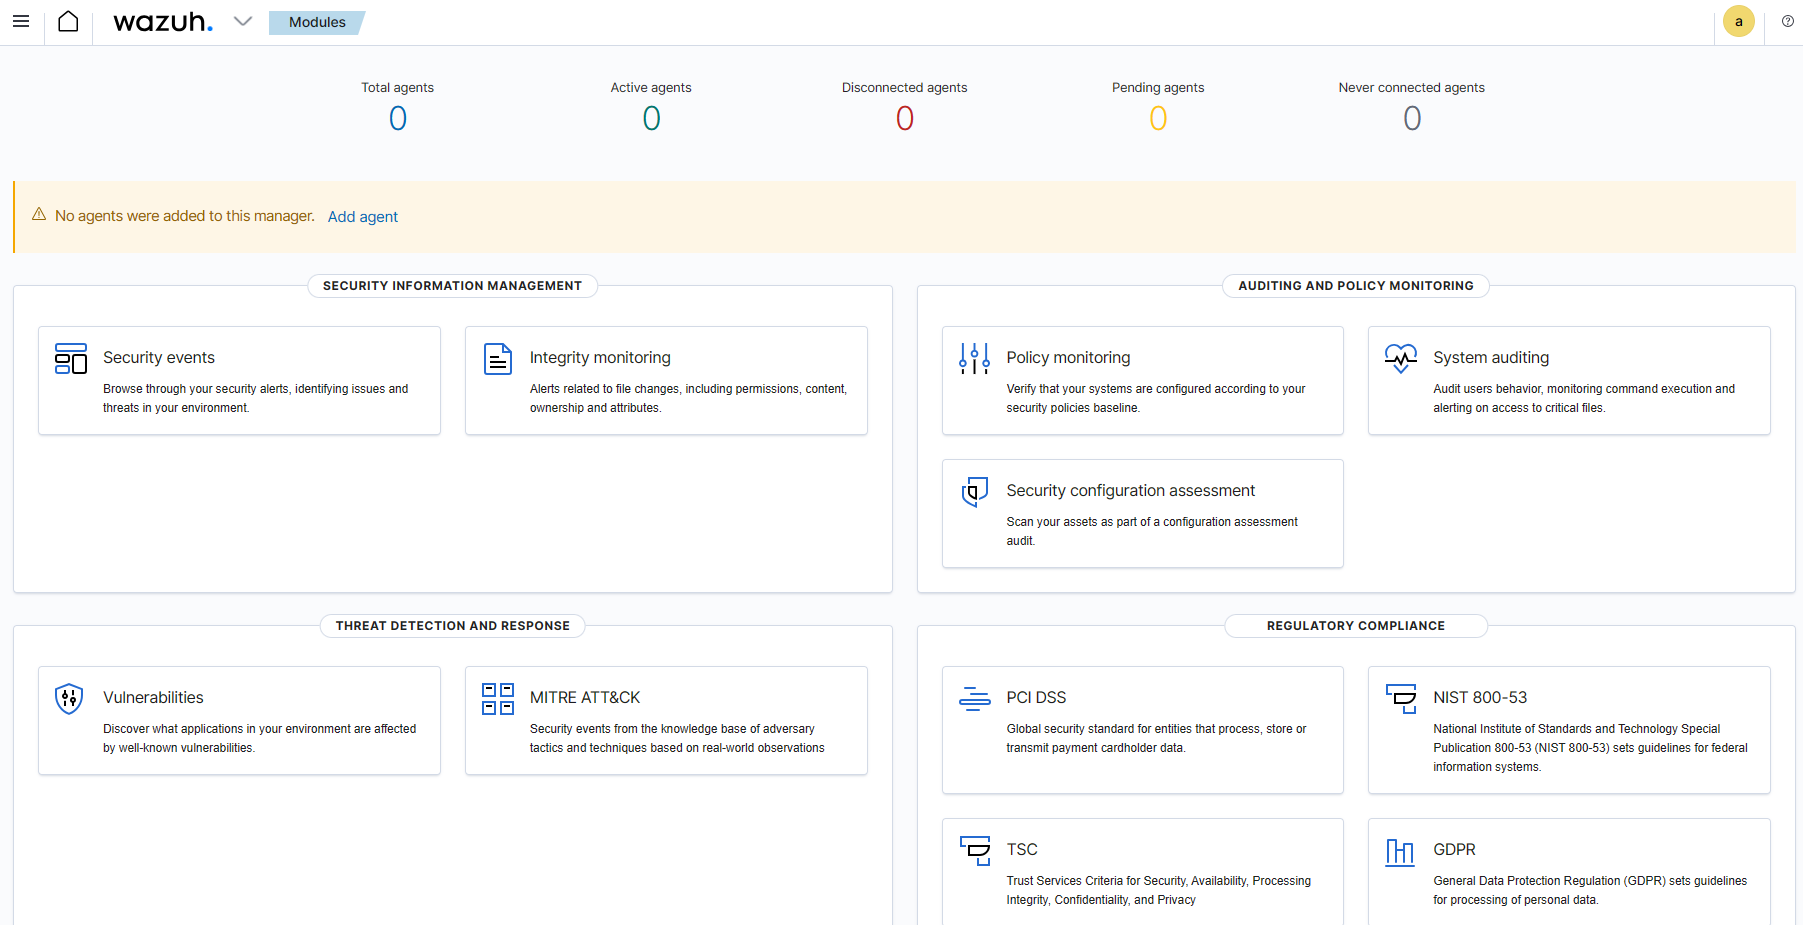 wazuh.
Modules
a
Total agents
0
Active agents
0
Disconnected agents
0
Pending agents
0
Never connected agents
0
No agents were added to this manager. Add agent
SECURITY INFORMATION MANAGEMENT
Security events
Browse through your security alerts, identifying issues and
threats in your environment.
Integrity monitoring
Alerts related to file changes, including permissions, content,
ownership and attributes.
AUDITING AND POLICY MONITORING
Policy monitoring
Verify that your systems are configured according to your
security policies baseline.
System auditing
Audit users behavior, monitoring command execution and
alerting on access to critical files.
Security configuration assessment
Scan your assets as part of a configuration assessment
audit.
THREAT DETECTION AND RESPONSE
Vulnerabilities
Discover what applications in your environment are affected
by well-known vulnerabilities.
MITRE ATT&CK
Security events from the knowledge base of adversary
tactics and techniques based on real-world observations
REGULATORY COMPLIANCE
PCI DSS
Global security standard for entities that process, store or
transmit payment cardholder data.
NIST 800-53
National Institute of Standards and Technology Special
Publication 800-53 (NIST 800-53) sets guidelines for federal
information systems.
TSC
Trust Services Criteria for Security, Availability, Processing
Integrity, Confidentiality, and Privacy
GDPR
General Data Protection Regulation (GDPR) sets guidelines
for processing of personal data.